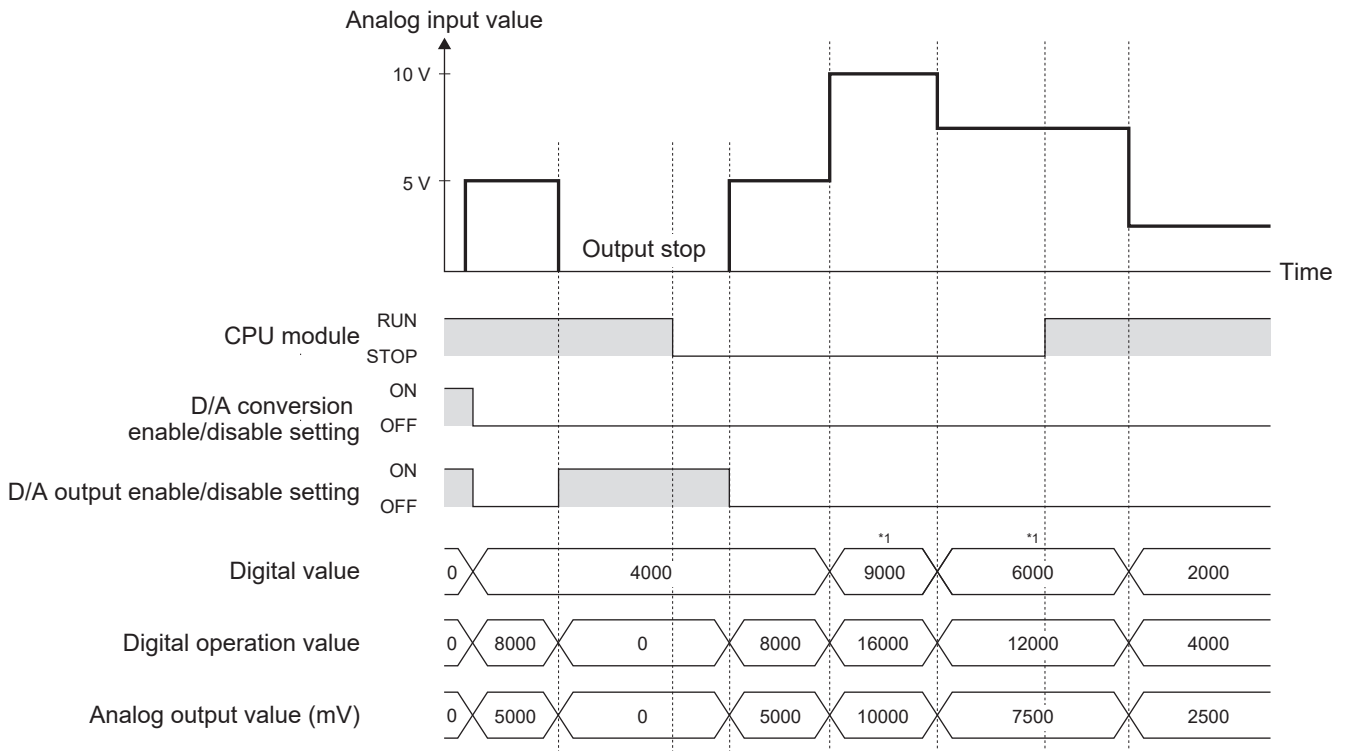 Analog input value
10 V
5 V
Output stop
Time
CPU module
RUN
STOP
D/A conversion
enable/disable setting
ON
OFF
D/A output enable/disable setting
ON
OFF
*1 *1
Digital value 0 4000 9000 6000 2000
Digital operation value 0 8000 0 8000 16000 12000 4000
Analog output value (mV) 0 5000 0 5000 10000 7500 2500